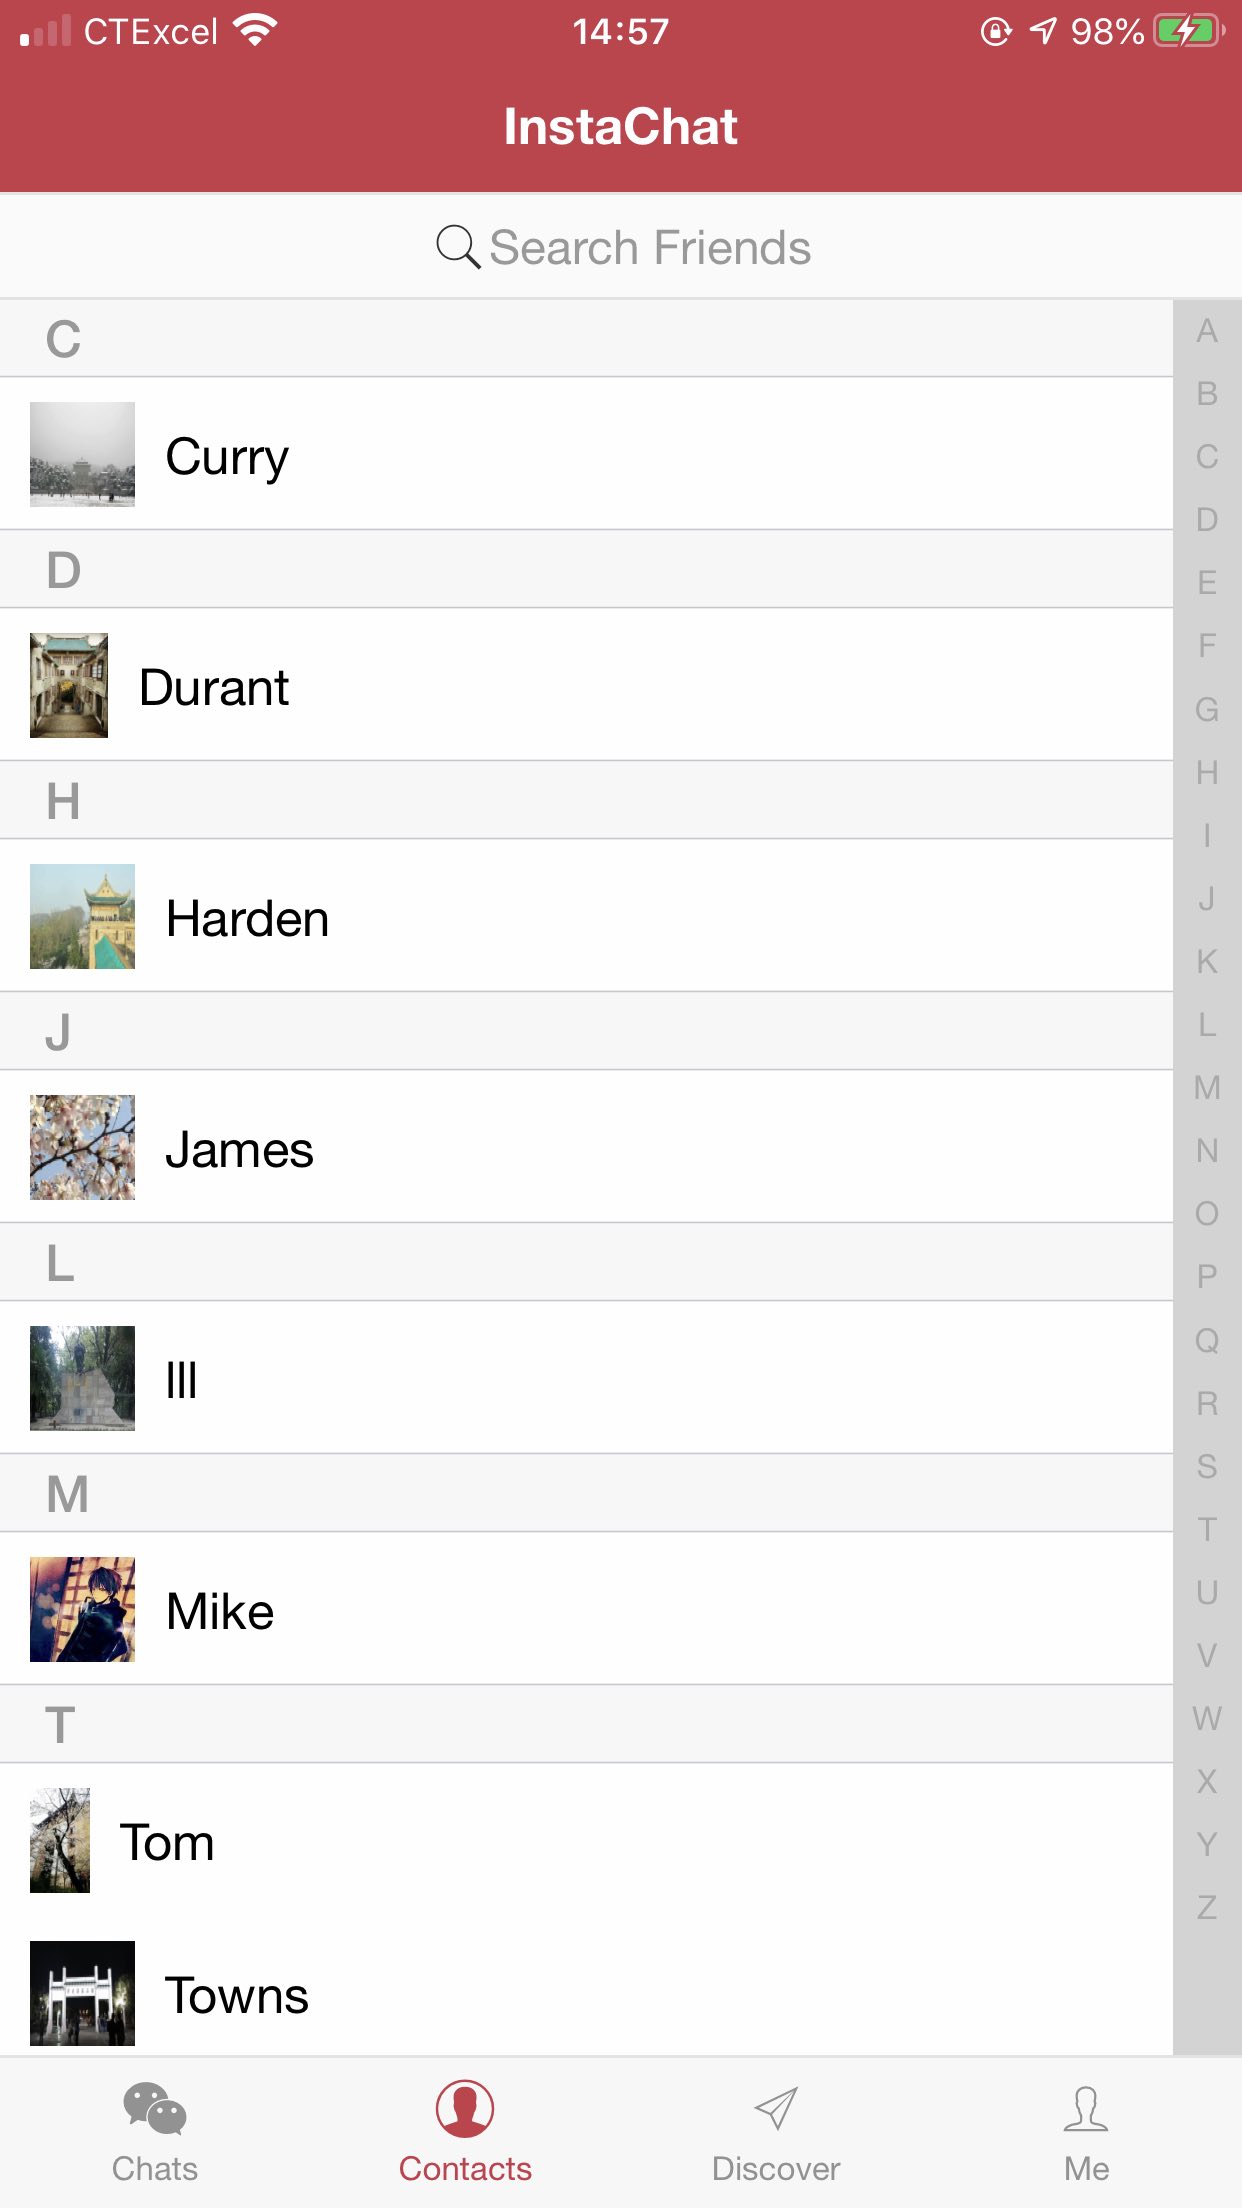 CTExcel 14:57 98%
InstaChat
Search Friends
C
Curry
D
Durant
H
Harden
J
James
L
lll
M
Mike
T
Tom
Towns
A
B
C
D
E
F
G
H
I
J
K
L
M
N
O
P
Q
R
S
T
U
V
W
X
Y
Z
Chats Contacts Discover Me